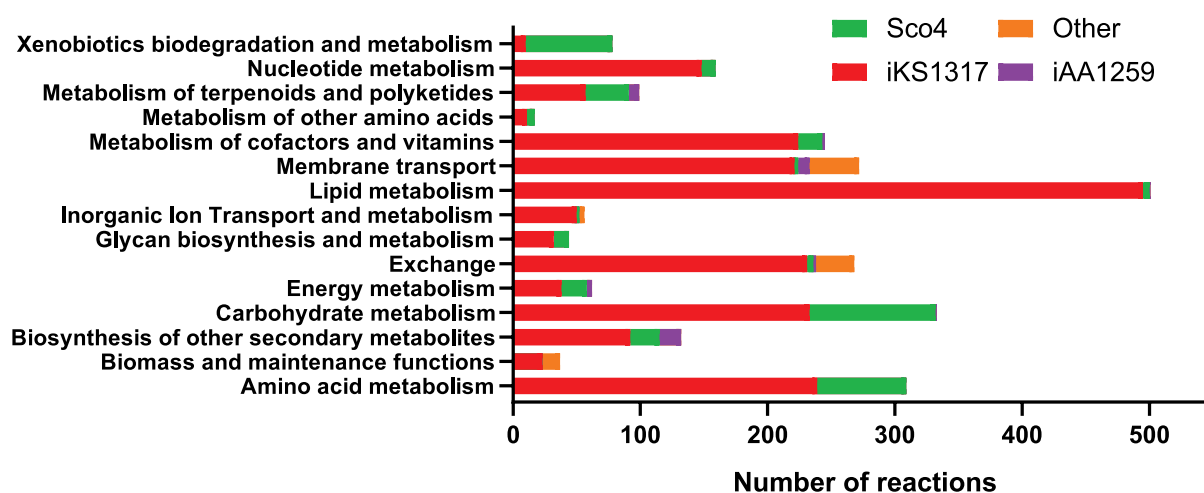 Sco4
Other
iKS1317
iAA1259
Xenobiotics biodegradation and metabolism
Nucleotide metabolism
Metabolism of terpenoids and polyketides
Metabolism of other amino acids
Metabolism of cofactors and vitamins
Membrane transport
Lipid metabolism
Inorganic Ion Transport and metabolism
Glycan biosynthesis and metabolism
Exchange
Energy metabolism
Carbohydrate metabolism
Biosynthesis of other secondary metabolites
Biomass and maintenance functions
Amino acid metabolism
0 100 200 300 400 500
Number of reactions